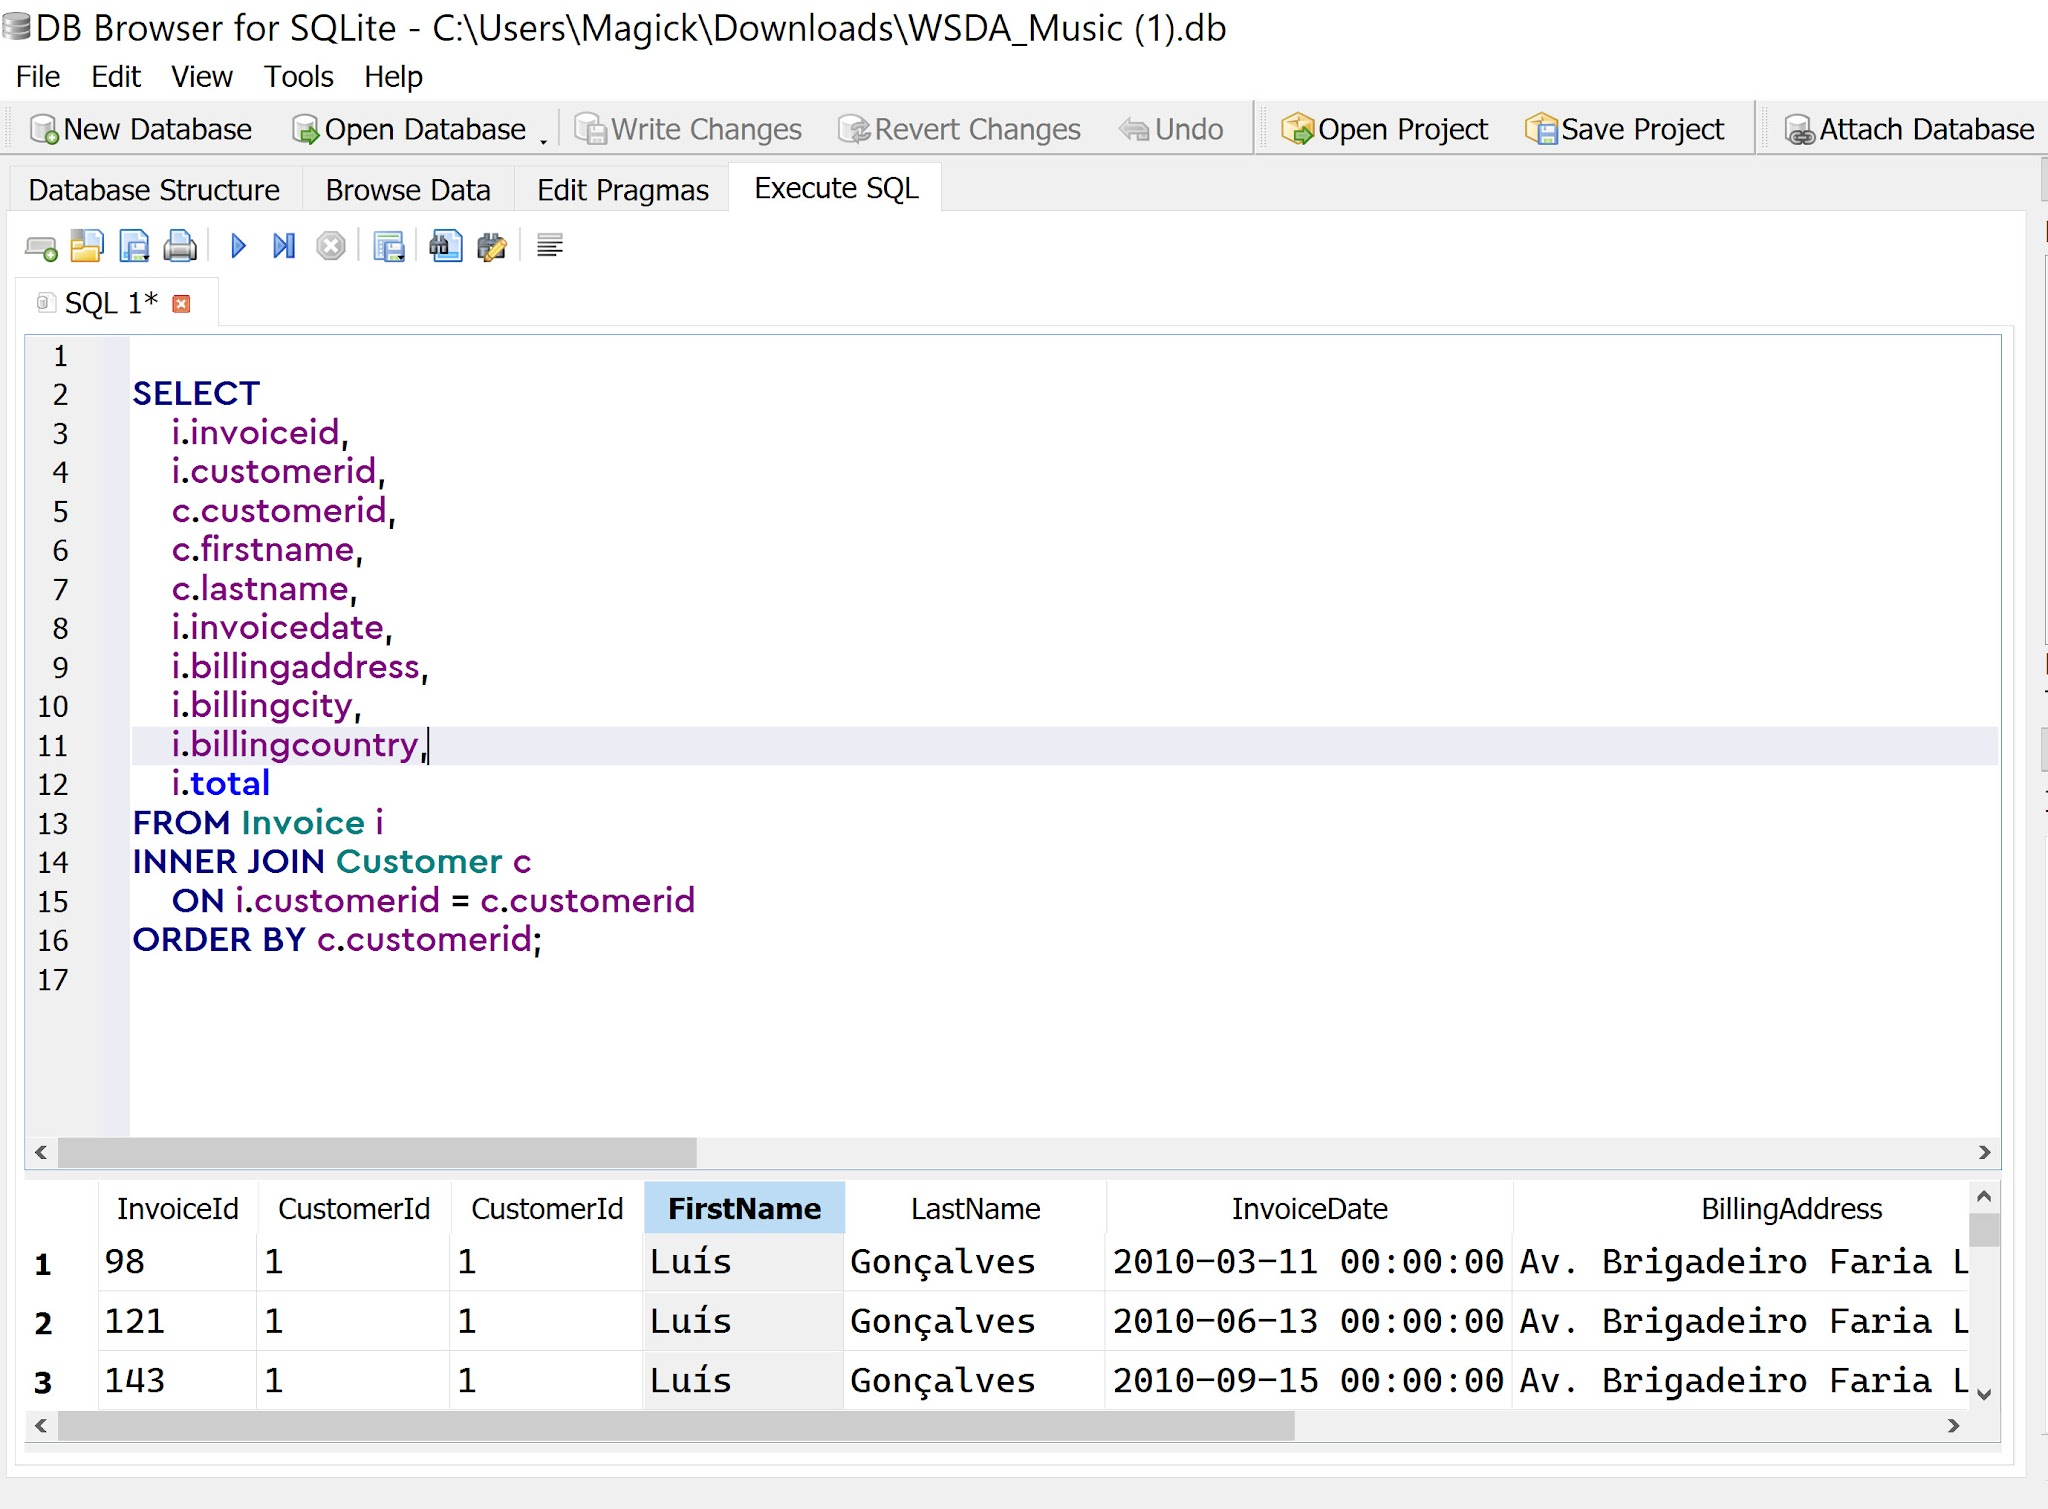 DB Browser for SQLite - C:\Users\Magick\Downloads\WSDA_Music (1).db
File Edit View Tools Help
New Database Open Database Write Changes Revert Changes Undo Open Project Save Project Attach Database
Database Structure Browse Data Edit Pragmas Execute SQL
SQL 1*
1
2 SELECT
3 i.invoiceid,
4 i.customerid,
5 c.customerid,
6 c.firstname,
7 c.lastname,
8 i.invoicedate,
9 i.billingaddress,
10 i.billingcity,
11 i.billingcountry,
12 i.total
13 FROM Invoice i
14 INNER JOIN Customer c
15 ON i.customerid = c.customerid
16 ORDER BY c.customerid;
17
InvoiceId CustomerId CustomerId FirstName LastName InvoiceDate BillingAddress
1 98 1 1 Luís Gonçalves 2010-03-11 00:00:00 Av. Brigadeiro Faria L
2 121 1 1 Luís Gonçalves 2010-06-13 00:00:00 Av. Brigadeiro Faria L
3 143 1 1 Luís Gonçalves 2010-09-15 00:00:00 Av. Brigadeiro Faria L